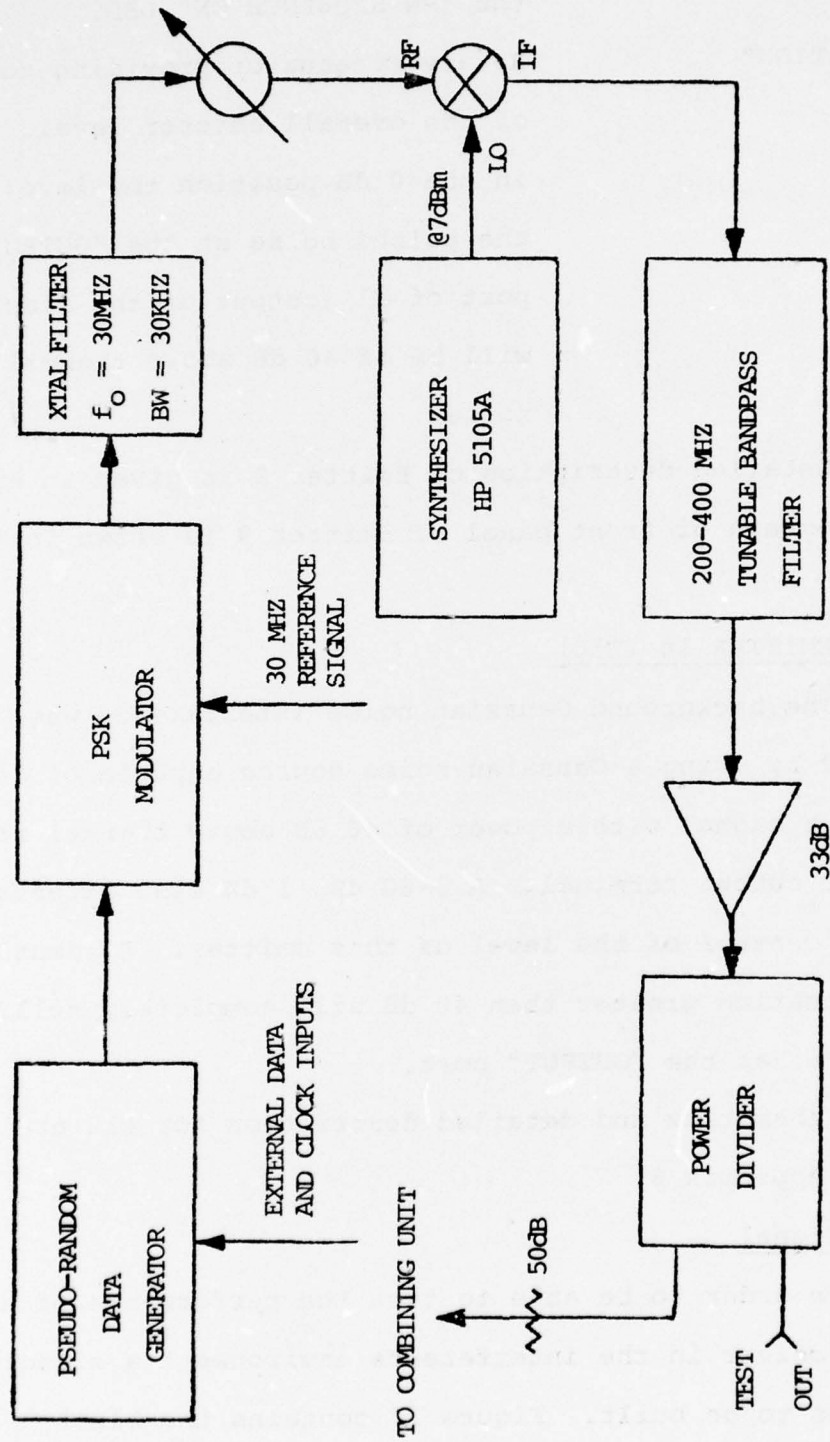 PSEUDO-RANDOM
DATA
GENERATOR
EXTERNAL DATA
AND CLOCK INPUTS
PSK
MODULATOR
30 MHZ
REFERENCE
SIGNAL
XTAL FILTER
fO = 30MHZ
BW = 30KHZ
RF
LO
IF
@7dBm
SYNTHESIZER
HP 5105A
200-400 MHZ
TUNABLE BANDPASS
FILTER
33dB
POWER
DIVIDER
50dB
TO COMBINING UNIT
TEST
OUT